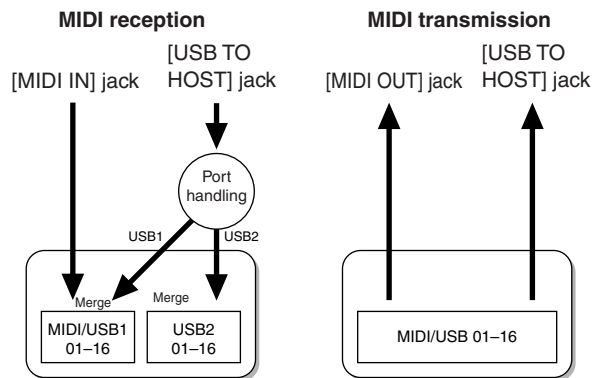 MIDI reception
[MIDI IN] jack
[USB TO
HOST] jack
Port
handling
USB1
USB2
Merge
Merge
MIDI/USB1
01–16
USB2
01–16
MIDI transmission
[MIDI OUT] jack
[USB TO
HOST] jack
MIDI/USB 01–16